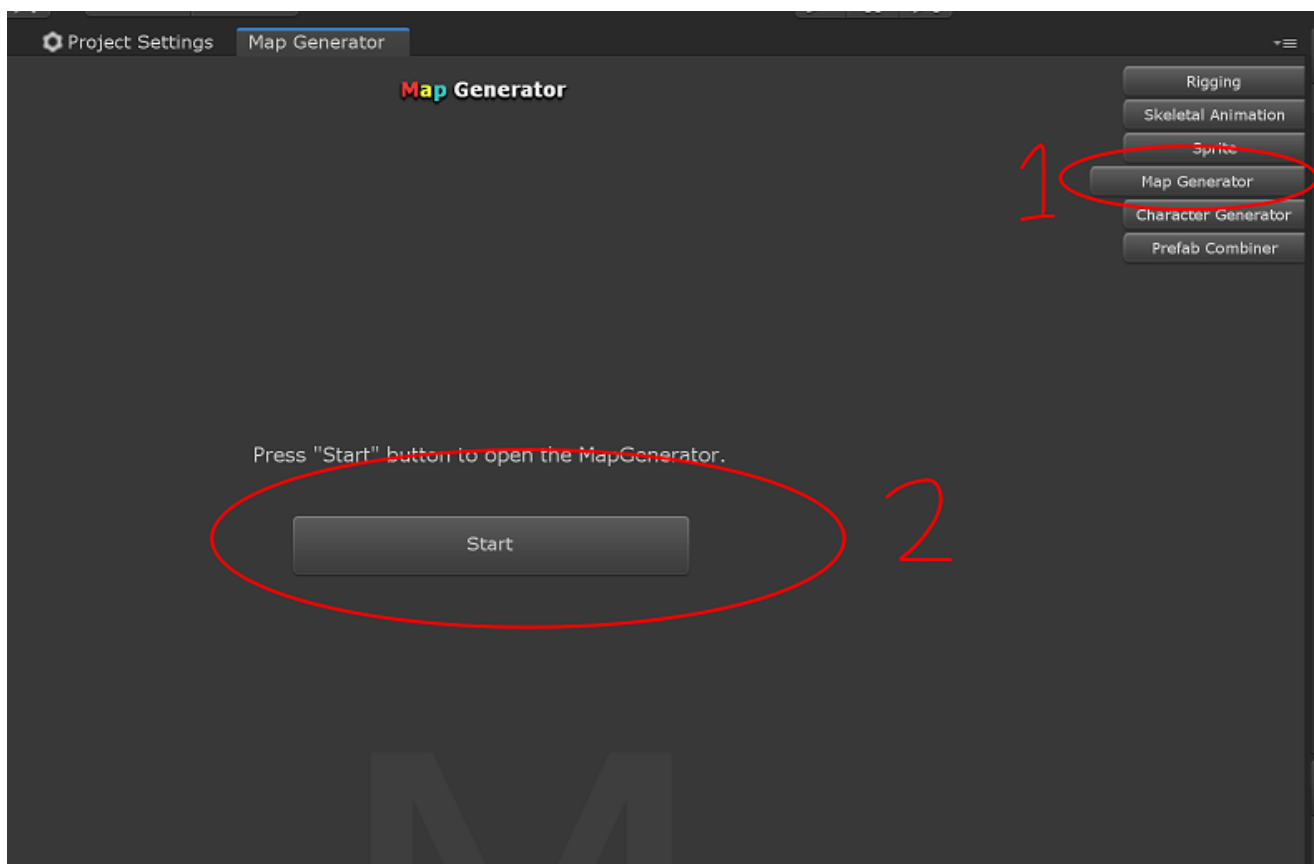 Project Settings
Map Generator
Map Generator
Rigging
Skeletal Animation
Sprite
1
Map Generator
Character Generator
Prefab Combiner
Press "Start" button to open the MapGenerator.
Start
2
M